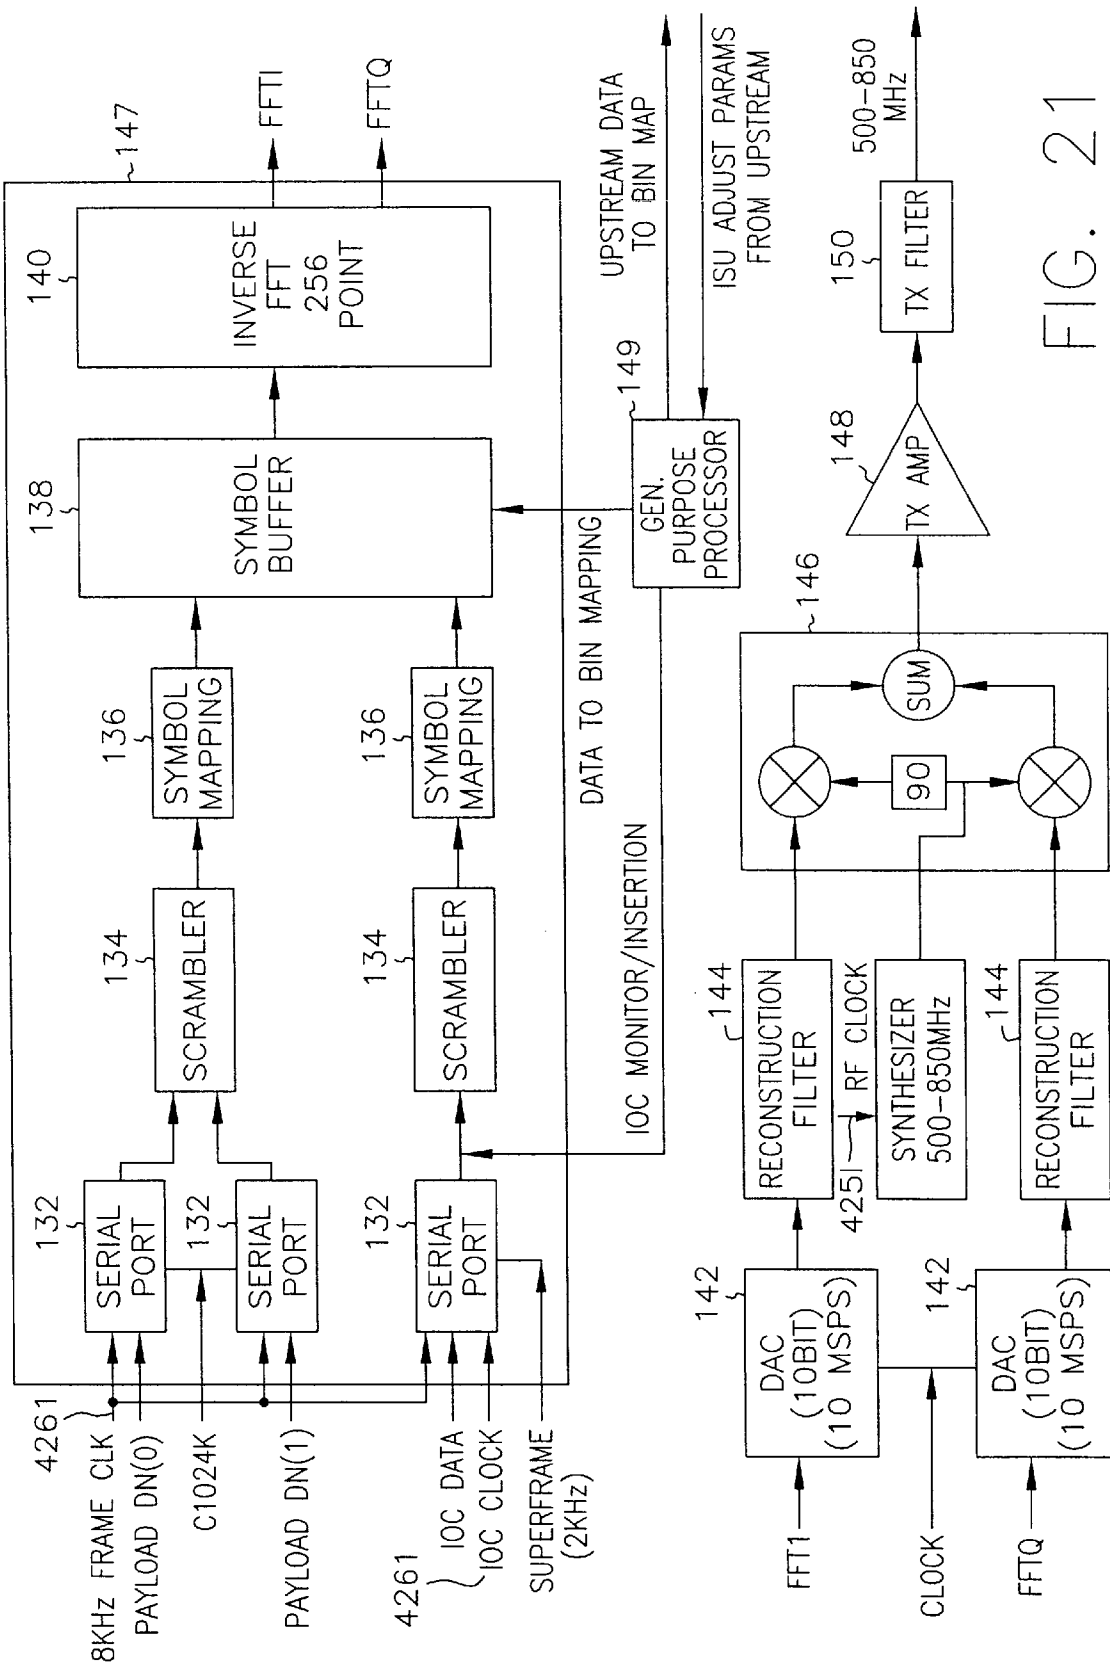 147
140
INVERSE
FFT
256
POINT
FFTI
FFTQ
138
SYMBOL
BUFFER
136
SYMBOL
MAPPING
136
SYMBOL
MAPPING
134
SCRAMBLER
134
SCRAMBLER
132
SERIAL
PORT
132
SERIAL
PORT
132
SERIAL
PORT
4261
8KHz FRAME CLK
PAYLOAD DN(0)
C1024K
PAYLOAD DN(1)
4261
IOC DATA
IOC CLOCK
SUPERFRAME
(2KHz)
IOC MONITOR/INSERTION
DATA TO BIN MAPPING
149
GEN.
PURPOSE
PROCESSOR
UPSTREAM DATA
TO BIN MAP
ISU ADJUST PARAMS
FROM UPSTREAM
FFT1
CLOCK
FFTQ
142
DAC
(10BIT)
(10 MSPS)
142
DAC
(10BIT)
(10 MSPS)
144
RECONSTRUCTION
FILTER
4251
RF CLOCK
SYNTHESIZER
500-850MHz
144
RECONSTRUCTION
FILTER
146
90
SUM
148
TX AMP
150
TX FILTER
500-850
MHz
FIG. 21